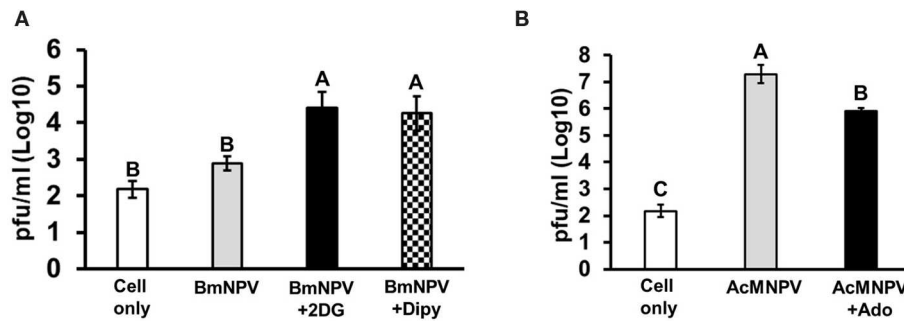 A
pfu/ml (Log10)
6
5
4
3
2
1
0
B
B
A
A
Cell
only
BmNPV
BmNPV
+2DG
BmNPV
+Dipy
B
pfu/ml (Log10)
8
7
6
5
4
3
2
1
0
C
A
B
Cell
only
AcMNPV
AcMNPV
+Ado